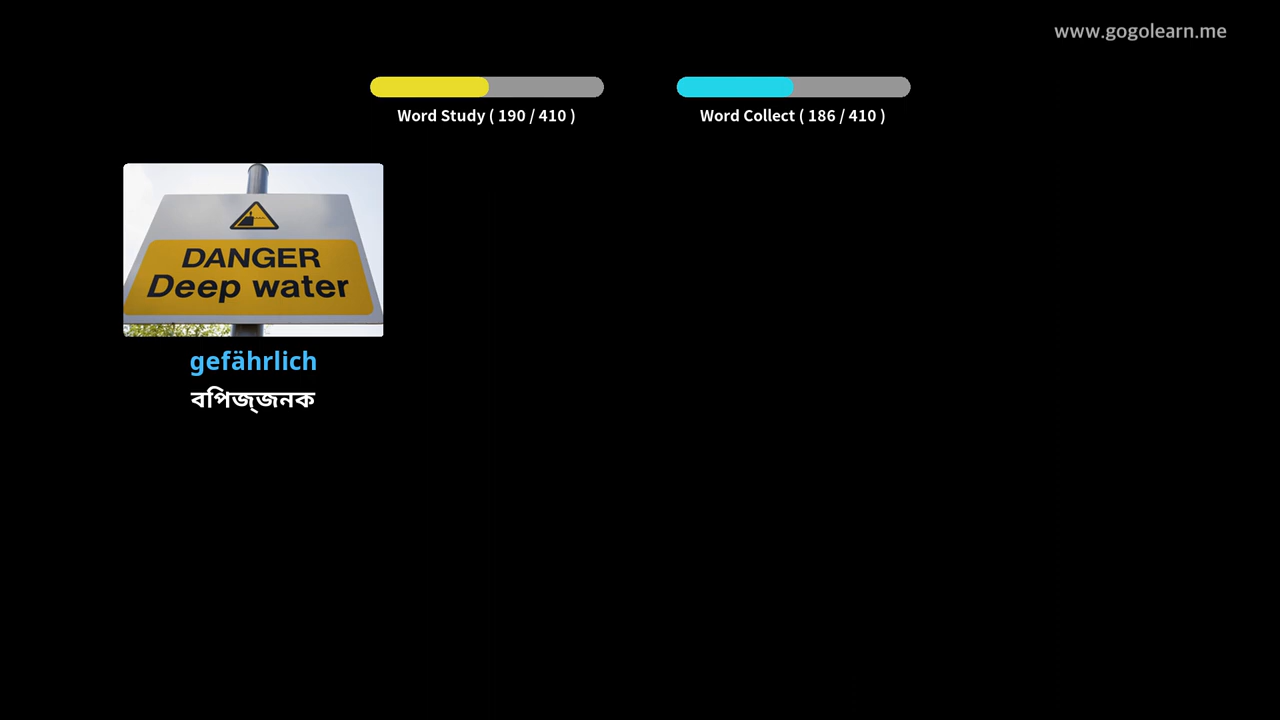 www.gogolearn.me
Word Study ( 190 / 410 )
Word Collect ( 186 / 410 )
DANGER
Deep water
gefährlich
বপিজ্জনক